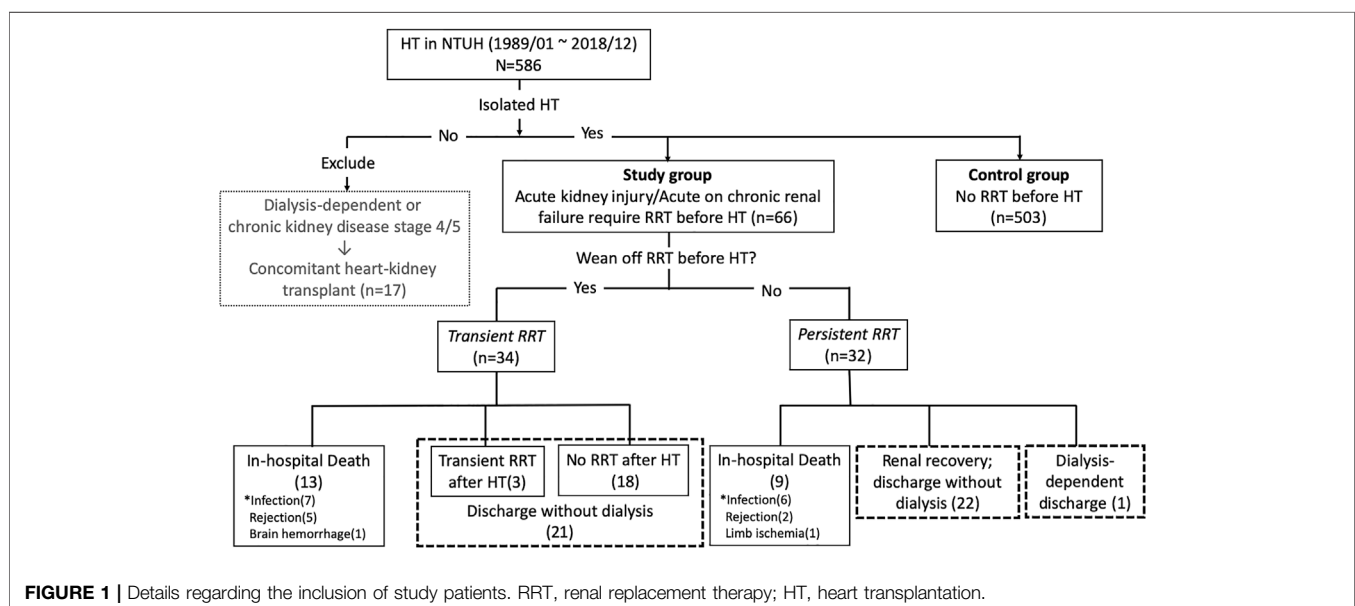 HT in NTUH (1989/01 ~ 2018/12)
N=586
Isolated HT
No
Yes
Exclude
Dialysis-dependent or
chronic kidney disease stage 4/5
↓
Concomitant heart-kidney
transplant (n=17)
Study group
Acute kidney injury/Acute on chronic renal
failure require RRT before HT (n=66)
Control group
No RRT before HT
(n=503)
Wean off RRT before HT?
Yes
No
Transient RRT
(n=34)
Persistent RRT
(n=32)
In-hospital Death
(13)
*Infection(7)
Rejection(5)
Brain hemorrhage(1)
Transient RRT
after HT(3)
No RRT after HT
(18)
Discharge without dialysis
(21)
In-hospital Death
(9)
*Infection(6)
Rejection(2)
Limb ischemia(1)
Renal recovery;
discharge without
dialysis (22)
Dialysis-
dependent
discharge (1)
FIGURE 1 | Details regarding the inclusion of study patients. RRT, renal replacement therapy; HT, heart transplantation.